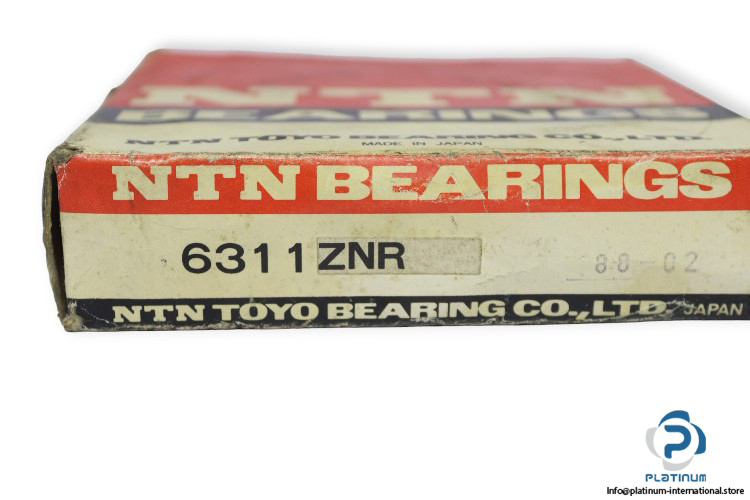 NTN
BEARINGS
NTN TOYO BEARING CO.,LTD.
MADE IN JAPAN
NTN BEARINGS
6311 ZNR
88-02
NTN TOYO BEARING CO.,LTD. JAPAN
PLATINUM
Info@platinum-international.store